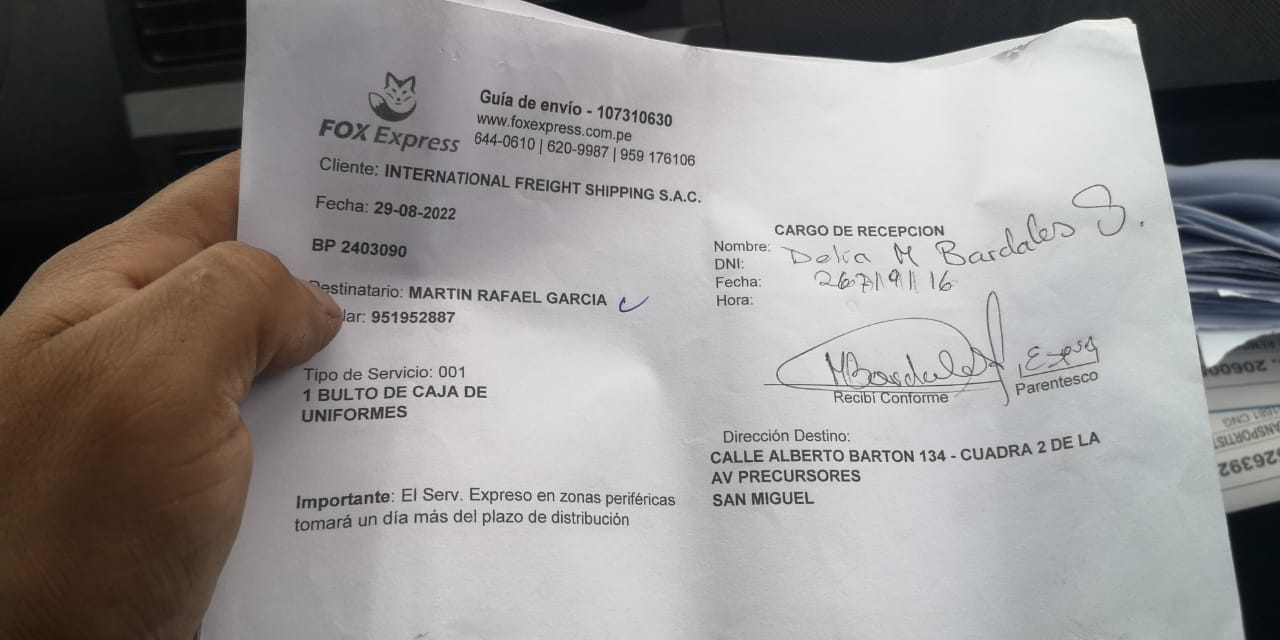 FOX Express
Guía de envío - 107310630
www.foxexpress.com.pe
644-0610 | 620-9987 | 959 176106
Cliente: INTERNATIONAL FREIGHT SHIPPING S.A.C.
Fecha: 29-08-2022
BP 2403090
Destinatario: MARTIN RAFAEL GARCIA
lar: 951952887
Tipo de Servicio: 001
1 BULTO DE CAJA DE
UNIFORMES
Importante: El Serv. Expreso en zonas periféricas
tomará un día más del plazo de distribución
CARGO DE RECEPCION
Nombre: Delia M Bardales S.
DNI:
Fecha:
Hora:
Recibí Conforme
Parentesco
Dirección Destino:
CALLE ALBERTO BARTON 134 - CUADRA 2 DE LA
AV PRECURSORES
SAN MIGUEL